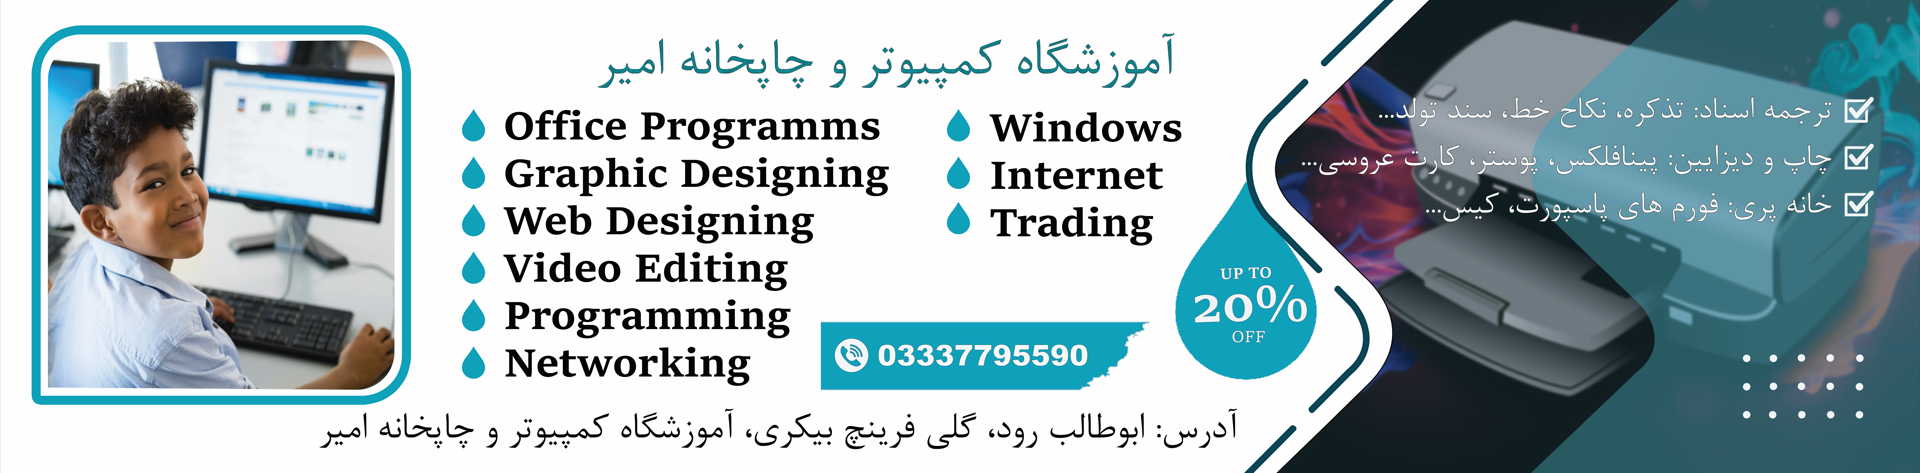 آموزشگاه کمپیوتر و چاپخانه امیر
Office Programms
Graphic Designing
Web Designing
Video Editing
Programming
Networking
Windows
Internet
Trading
03337795590
UP TO
20%
OFF
ترجمه اسناد: تذکره، نکاح خط، سند تولد...
چاپ و دیزایین: پینافلکس، پوستر، کارت عروسی...
خانه پری: فورم های پاسپورت، کیس...
آدرس: ابوطالب رود، گلی فرینچ بیکری، آموزشگاه کمپیوتر و چاپخانه امیر